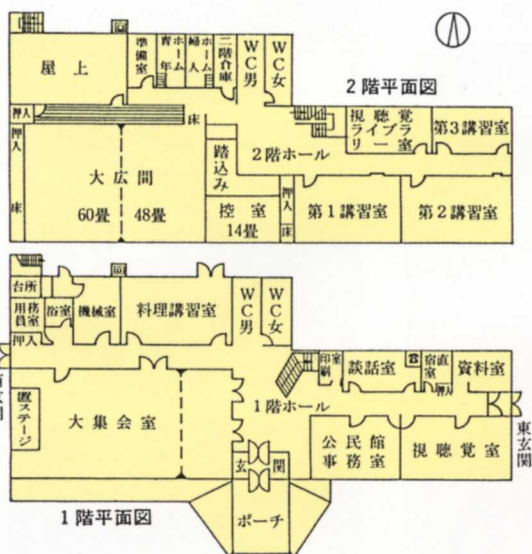 2階平面図
屋上
準備室
青年ホーム
婦人ホーム
二階倉庫
WC男
WC女
押入
床
視聴覚ライブラリー室
第3講習室
押入
床
大広間
60畳
48畳
踏込み
2階ホール
控室
14畳
押入
床
第1講習室
第2講習室
台所
用務員室
浴室
機械室
料理講習室
WC男
WC女
押入
置ステージ
大集会室
印刷室
談話室
宿直室
押入
資料室
1階ホール
公民館事務室
視聴覚室
東玄関
玄関
ポーチ
1階平面図